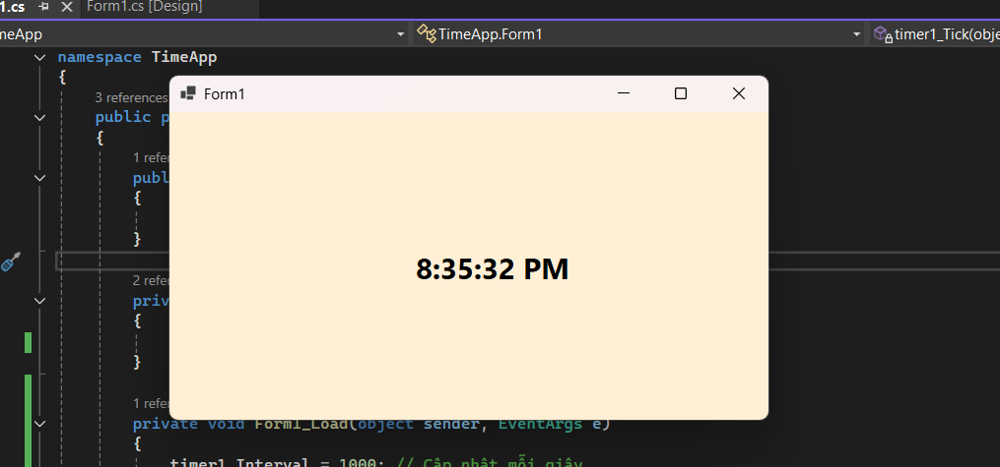 1.cs Form1.cs [Design]
meApp TimeApp.Form1 timer1_Tick(obje
namespace TimeApp
{
3 references
Form1
public p
{
1 refe
publ
{
}
8:35:32 PM
2 refe
priv
{
}
1 refe
private void Form1_Load(object sender, EventArgs e)
{
timer1.Interval = 1000; // Cập nhật mỗi giây